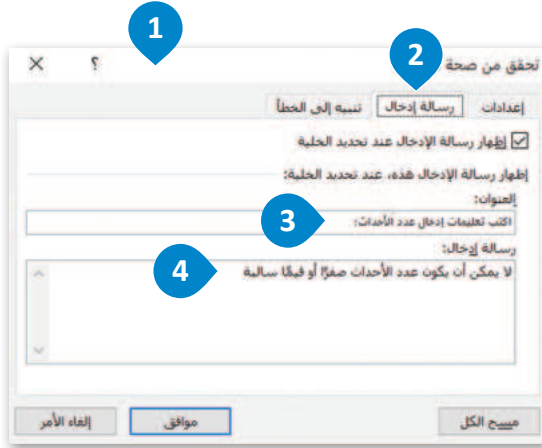 1
2
تحقق من صحة
؟
إعدادات
رسالة إدخال
تنبيه إلى الخطأ
إظهار رسالة الإدخال عند تحديد الخلية
إظهار رسالة الإدخال هذه، عند تحديد الخلية:
العنوان:
اكتب تعليمات إدخال عدد الأحداث:
3
رسالة إدخال:
لا يمكن أن يكون عدد الأحداث صفرًا أو قيمًا سالبة
4
مسح الكل
موافق
إلغاء الأمر